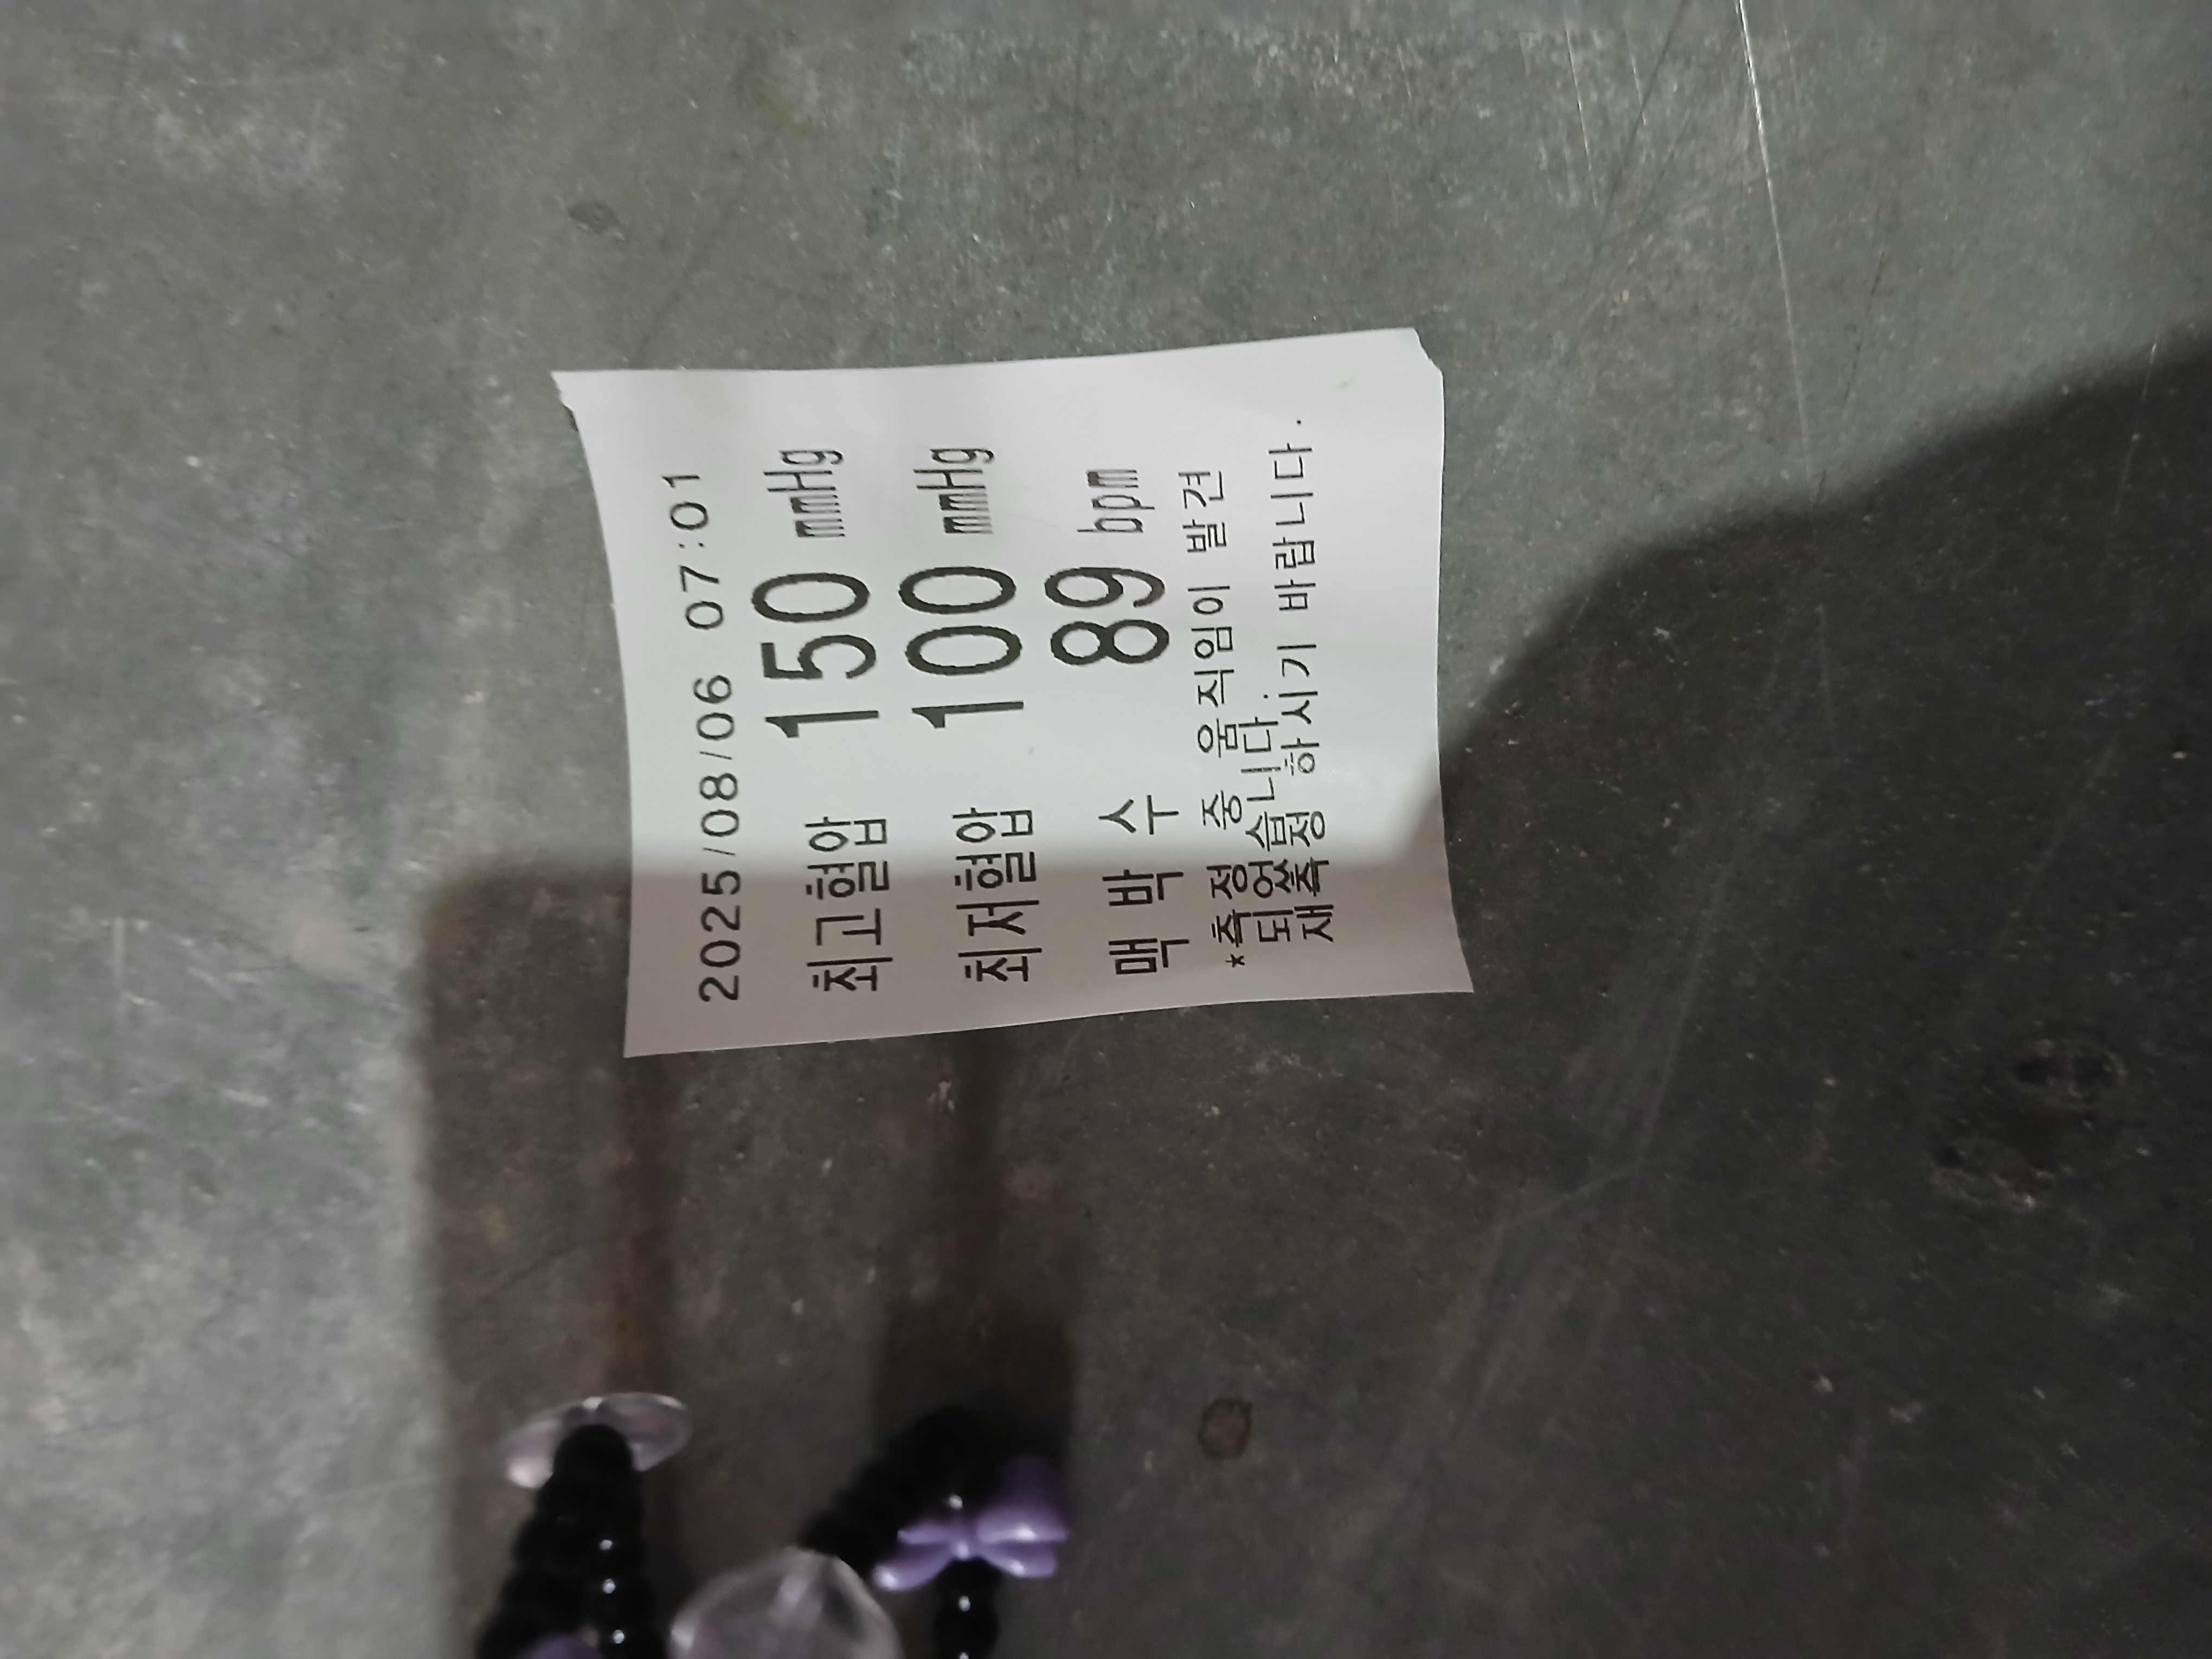 2025/08/06 07:01
최고혈압 150 mmHg
최저혈압 100 mmHg
맥 박 수 89 bpm
*측정 중 움직임이 발견
되었습니다.
재측정 하시기 바랍니다.